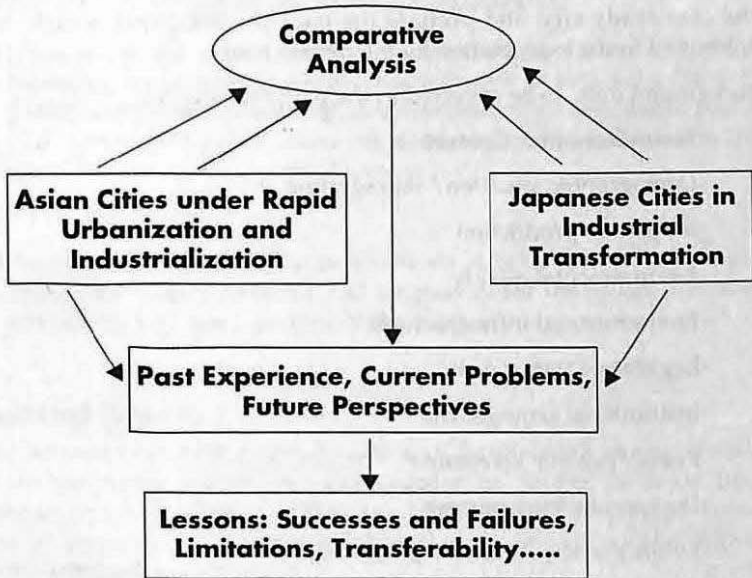 Comparative
Analysis
Asian Cities under Rapid
Urbanization and
Industrialization
Japanese Cities in
Industrial
Transformation
Past Experience, Current Problems,
Future Perspectives
Lessons: Successes and Failures,
Limitations, Transferability.....